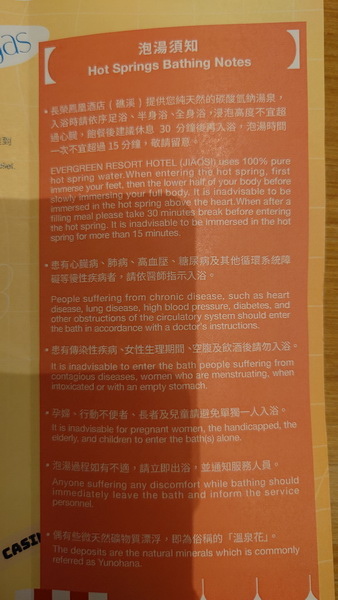 泡湯須知
Hot Springs Bathing Notes
•長榮鳳凰酒店（礁溪）提供您純天然的碳酸氫鈉湯泉，
入浴時請依序足浴、半身浴、全身浴，浸泡高度不宜超
過心臟，飽餐後建議休息 30 分鐘後再入浴，泡湯時間
一次不宜超過 15 分鐘，敬請留意。
EVERGREEN RESORT HOTEL (JIAOSI) uses 100% pure
hot spring water.When entering the hot spring, first
immerse your feet, then the lower half of your body before
slowly immersing your full body. It is inadvisable to be
immersed in the hot spring above the heart.When after a
filling meal please take 30 minutes break before entering
the hot spring. It is inadvisable to be immersed in the hot
spring for more than 15 minutes.
•患有心臟病、肺病、高血壓、糖尿病及其他循環系統障
礙等慢性疾病者，請依醫師指示入浴。
People suffering from chronic disease, such as heart
disease, lung disease, high blood pressure, diabetes, and
other obstructions of the circulatory system should enter
the bath in accordance with a doctor's instructions.
•患有傳染性疾病、女性生理期間、空腹及飲酒後請勿入浴。
It is inadvisable to enter the bath people suffering from
contagious diseases, women who are menstruating, when
intoxicated or with an empty stomach.
•孕婦、行動不便者、長者及兒童請避免單獨一人入浴。
It is inadvisable for pregnant women, the handicapped, the
elderly, and children to enter the bath(s) alone.
•泡湯過程如有不適，請立即出浴，並通知服務人員。
Anyone suffering any discomfort while bathing should
immediately leave the bath and inform the service
personnel.
•偶有些微天然礦物質漂浮，即為俗稱的「溫泉花」。
The deposits are the natural minerals which is commonly
referred as Yunohana.